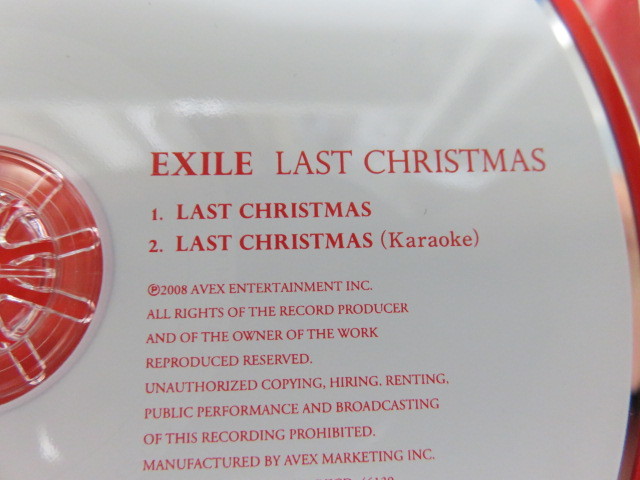 EXILE LAST CHRISTMAS
1. LAST CHRISTMAS
2. LAST CHRISTMAS (Karaoke)
℗2008 AVEX ENTERTAINMENT INC.
ALL RIGHTS OF THE RECORD PRODUCER
AND OF THE OWNER OF THE WORK
REPRODUCED RESERVED.
UNAUTHORIZED COPYING, HIRING. RENTING,
PUBLIC PERFORMANCE AND BROADCASTING
OF THIS RECORDING PROHIBITED.
MANUFACTURED BY AVEX MARKETING INC.